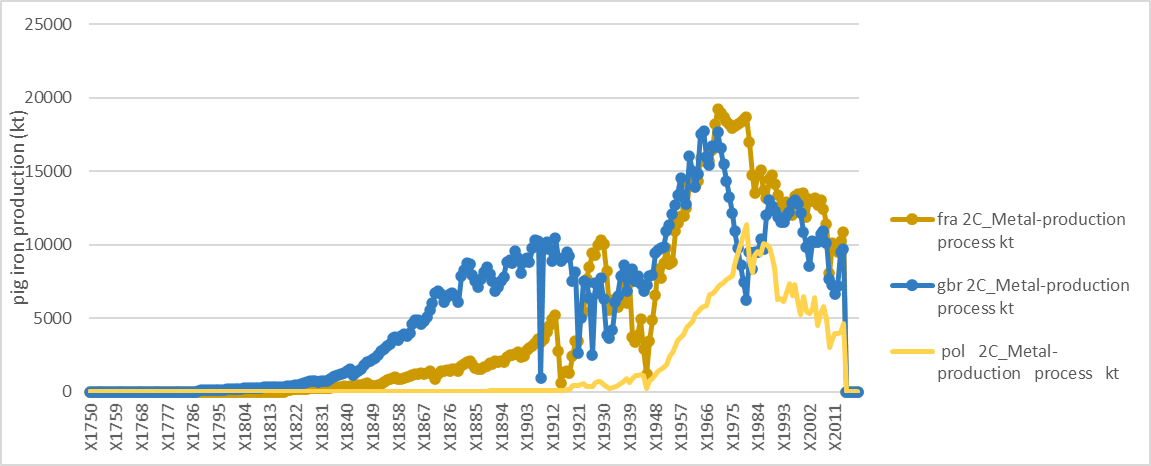 25000
20000
15000
10000
5000
0
pig iron production (kt)
X1750
X1759
X1768
X1777
X1786
X1795
X1804
X1813
X1822
X1831
X1840
X1849
X1858
X1867
X1876
X1885
X1894
X1903
X1912
X1921
X1930
X1939
X1948
X1957
X1966
X1975
X1984
X1993
X2002
X2011
fra 2C_Metal-production
process kt
gbr 2C_Metal-production
process kt
pol 2C_Metal-
production process kt